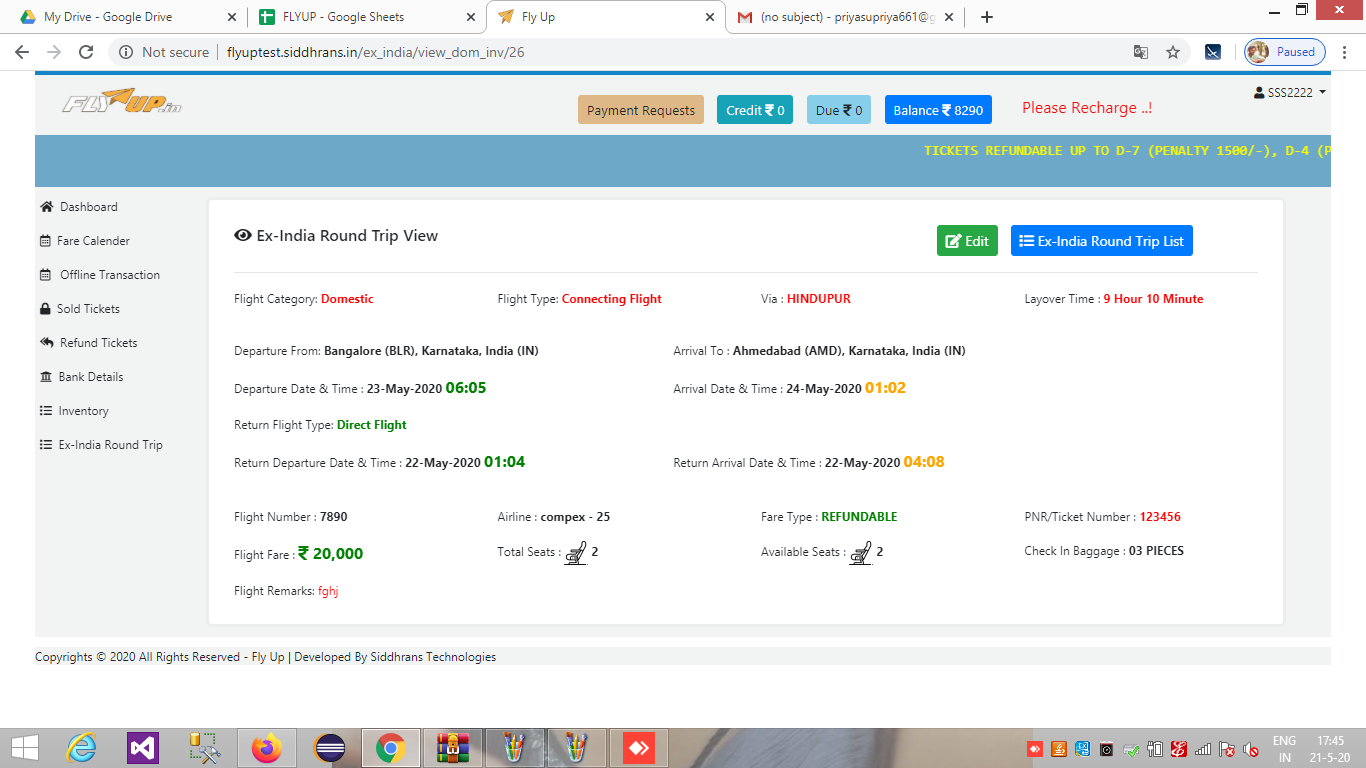 My Drive - Google Drive
FLYUP - Google Sheets
Fly Up
(no subject) - priyasupriya661@g
Not secure
flyuptest.siddhrans.in/ex_india/view_dom_inv/26
Paused
FLY UP.in
Payment Requests
Credit ₹ 0
Due ₹ 0
Balance ₹ 8290
Please Recharge ..!
SSS2222
TICKETS REFUNDABLE UP TO D-7 (PENALTY 1500/-), D-4 (P
Dashboard
Fare Calender
Offline Transaction
Sold Tickets
Refund Tickets
Bank Details
Inventory
Ex-India Round Trip
Ex-India Round Trip View
Edit
Ex-India Round Trip List
Flight Category: Domestic
Flight Type: Connecting Flight
Via : HINDUPUR
Layover Time : 9 Hour 10 Minute
Departure From: Bangalore (BLR), Karnataka, India (IN)
Arrival To : Ahmedabad (AMD), Karnataka, India (IN)
Departure Date & Time : 23-May-2020 06:05
Arrival Date & Time : 24-May-2020 01:02
Return Flight Type: Direct Flight
Return Departure Date & Time : 22-May-2020 01:04
Return Arrival Date & Time : 22-May-2020 04:08
Flight Number : 7890
Airline : compex - 25
Fare Type : REFUNDABLE
PNR/Ticket Number : 123456
Flight Fare : ₹ 20,000
Total Seats : 2
Available Seats : 2
Check In Baggage : 03 PIECES
Flight Remarks: fghj
Copyrights © 2020 All Rights Reserved - Fly Up | Developed By Siddhrans Technologies
ENG
IN
17:45
21-5-20